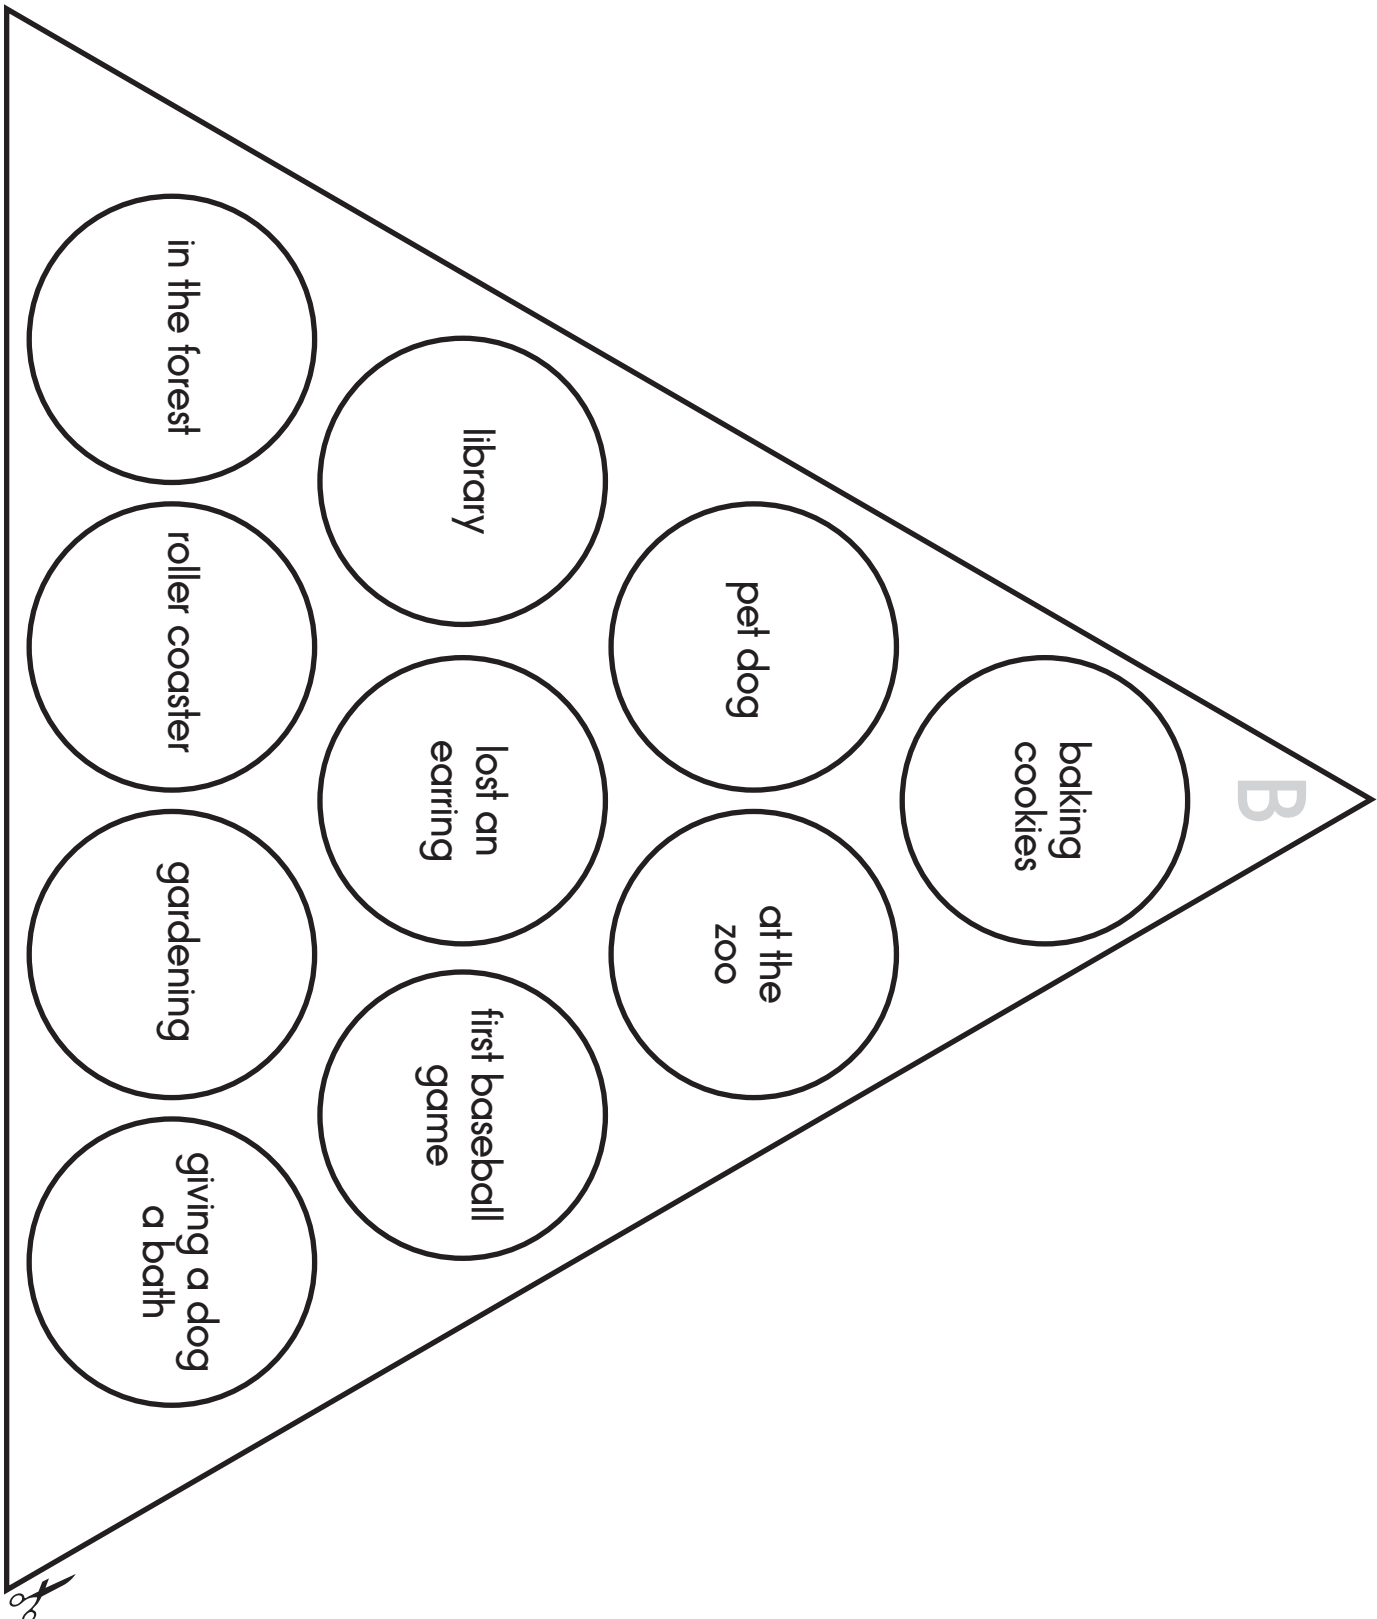 B
baking
cookies
pet dog
at the
zoo
library
lost an
earring
first baseball
game
in the forest
roller coaster
gardening
giving a dog
a bath